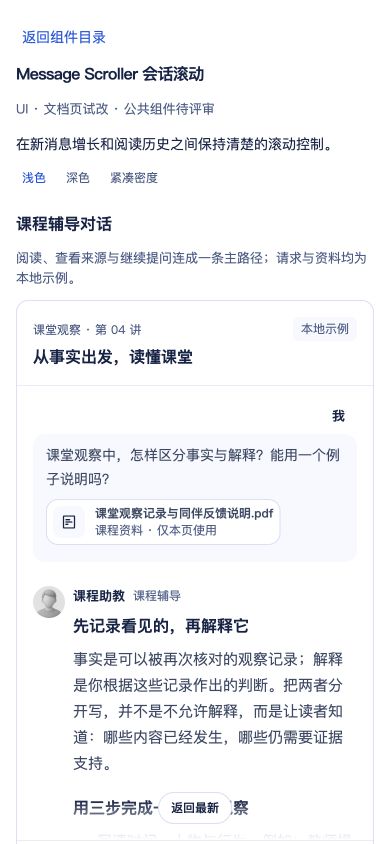 返回组件目录
Message Scroller 会话滚动
UI · 文档页试改 · 公共组件待评审
在新消息增长和阅读历史之间保持清楚的滚动控制。
浅色 深色 紧凑密度
课程辅导对话
阅读、查看来源与继续提问连成一条主路径；请求与资料均为
本地示例。
课堂观察 · 第 04 讲
本地示例
从事实出发，读懂课堂
我
课堂观察中，怎样区分事实与解释？能用一个例
子说明吗？
课堂观察记录与同伴反馈说明.pdf
课程资料 · 仅本页使用
课程助教 课程辅导
先记录看见的，再解释它
事实是可以被再次核对的观察记录；解释
是你根据这些记录作出的判断。把两者分
开写，并不是不允许解释，而是让读者知
道：哪些内容已经发生，哪些仍需要证据
支持。
用三步完成一 察
返回最新